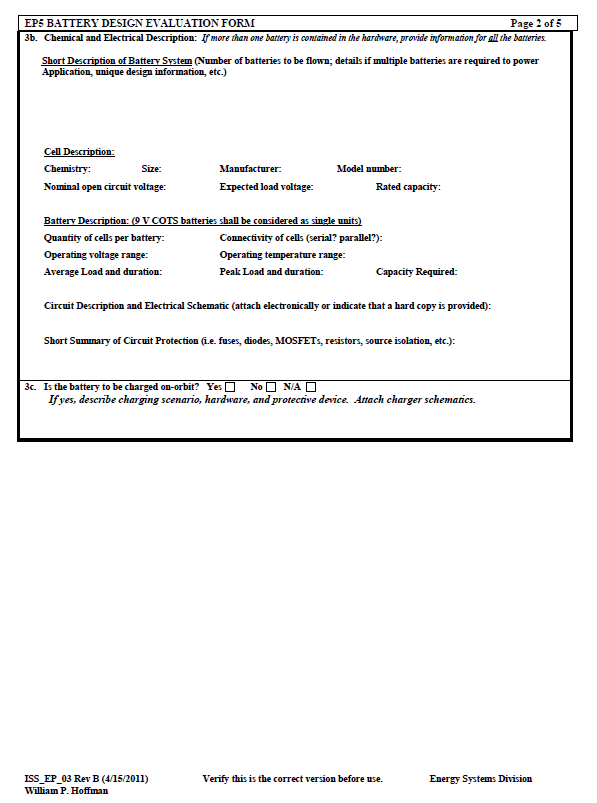 EP5 BATTERY DESIGN EVALUATION FORM Page 2 of 5
3b. Chemical and Electrical Description: If more than one battery is contained in the hardware, provide information for all the batteries.
Short Description of Battery System (Number of batteries to be flown; details if multiple batteries are required to power
Application, unique design information, etc.)
Cell Description:
Chemistry: Size: Manufacturer: Model number:
Nominal open circuit voltage: Expected load voltage: Rated capacity:
Battery Description: (9 V COTS batteries shall be considered as single units)
Quantity of cells per battery: Connectivity of cells (serial? parallel?):
Operating voltage range: Operating temperature range:
Average Load and duration: Peak Load and duration: Capacity Required:
Circuit Description and Electrical Schematic (attach electronically or indicate that a hard copy is provided):
Short Summary of Circuit Protection (i.e. fuses, diodes, MOSFETs, resistors, source isolation, etc.):
3c. Is the battery to be charged on-orbit? Yes ☐ No ☐ N/A ☐
If yes, describe charging scenario, hardware, and protective device. Attach charger schematics.
ISS_EP_03 Rev B (4/15/2011) Verify this is the correct version before use. Energy Systems Division
William P. Hoffman